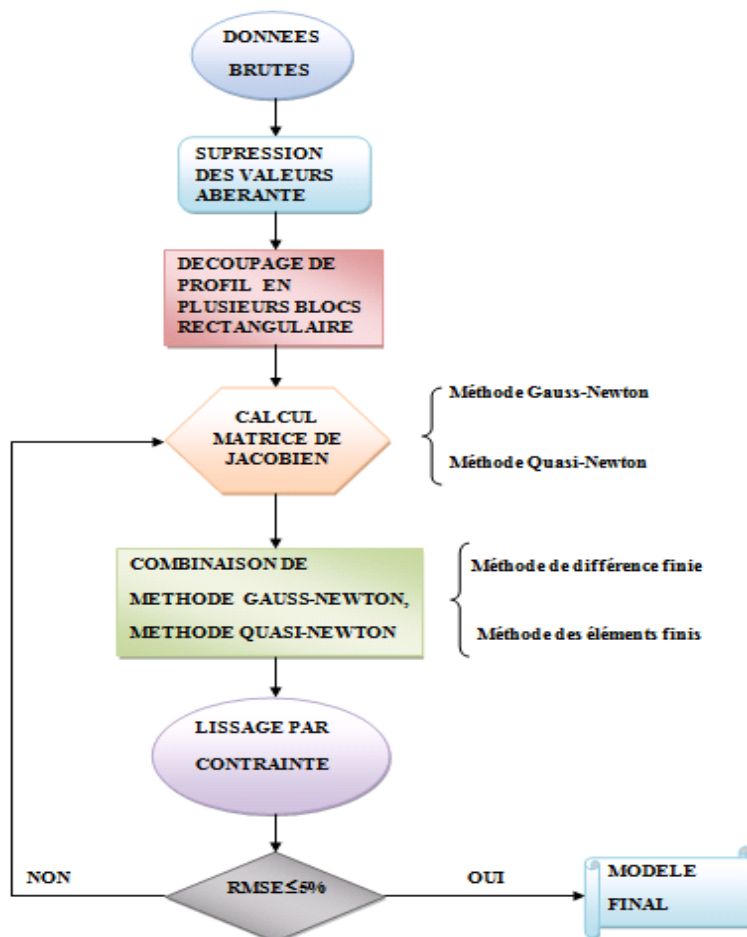 DONNEES
BRUTES
SUPRESSION
DES VALEURS
ABERANTE
DECOUPAGE DE
PROFIL EN
PLUSIEURS BLOCS
RECTANGULAIRE
CALCUL
MATRICE DE
JACOBIEN
Méthode Gauss-Newton
Méthode Quasi-Newton
COMBINAISON DE
METHODE GAUSS-NEWTON,
METHODE QUASI-NEWTON
Méthode de différence finie
Méthode des éléments finis
LISSAGE PAR
CONTRAINTE
NON
RMSE≤5%
OUI
MODELE
FINAL